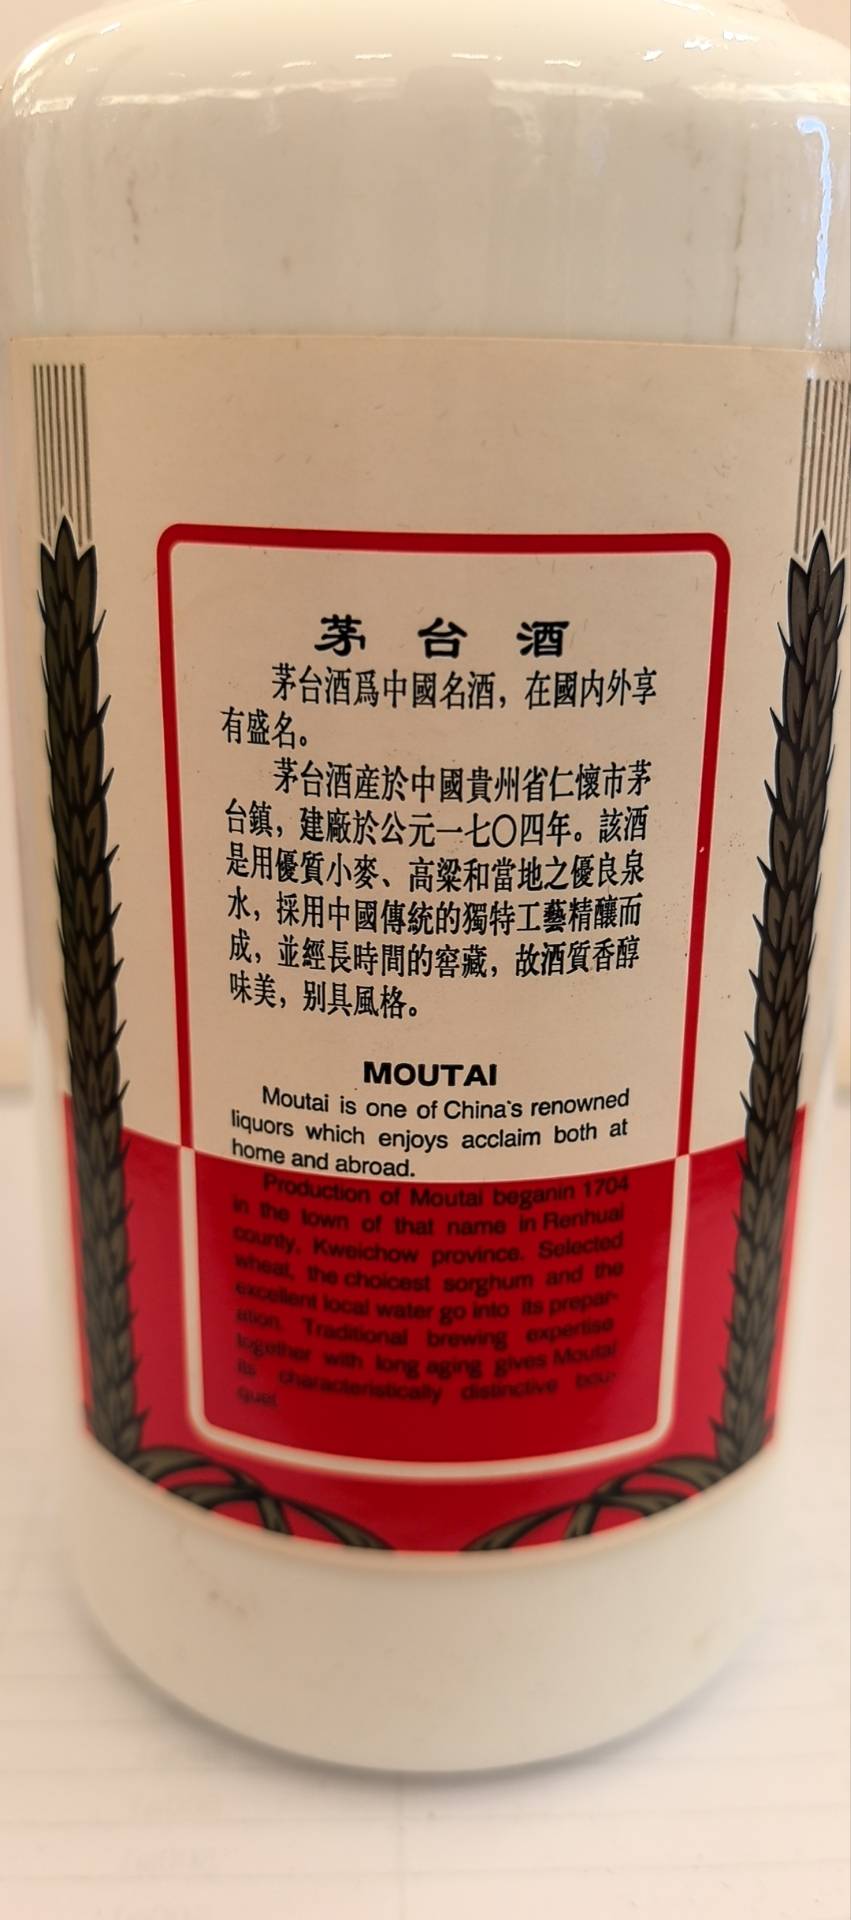 茅台酒
茅台酒爲中國名酒，在國内外享
有盛名。
茅台酒産於中國貴州省仁懷市茅
台鎮，建廠於公元一七〇四年。該酒
是用優質小麥、高粱和當地之優良泉
水，採用中國傳統的獨特工藝精釀而
成，並經長時間的窖藏，故酒質香醇
味美，别具風格。
MOUTAI
Moutai is one of China's renowned
liquors which enjoys acclaim both at
home and abroad.
Production of Moutai beganin 1704
in the town of that name in Renhuai
county, Kweichow province. Selected
wheat, the choicest sorghum and the
excellent local water go into its prepar-
ation. Traditional brewing expertise
together with long aging gives Moutai
its characteristically distinctive bou-
quet